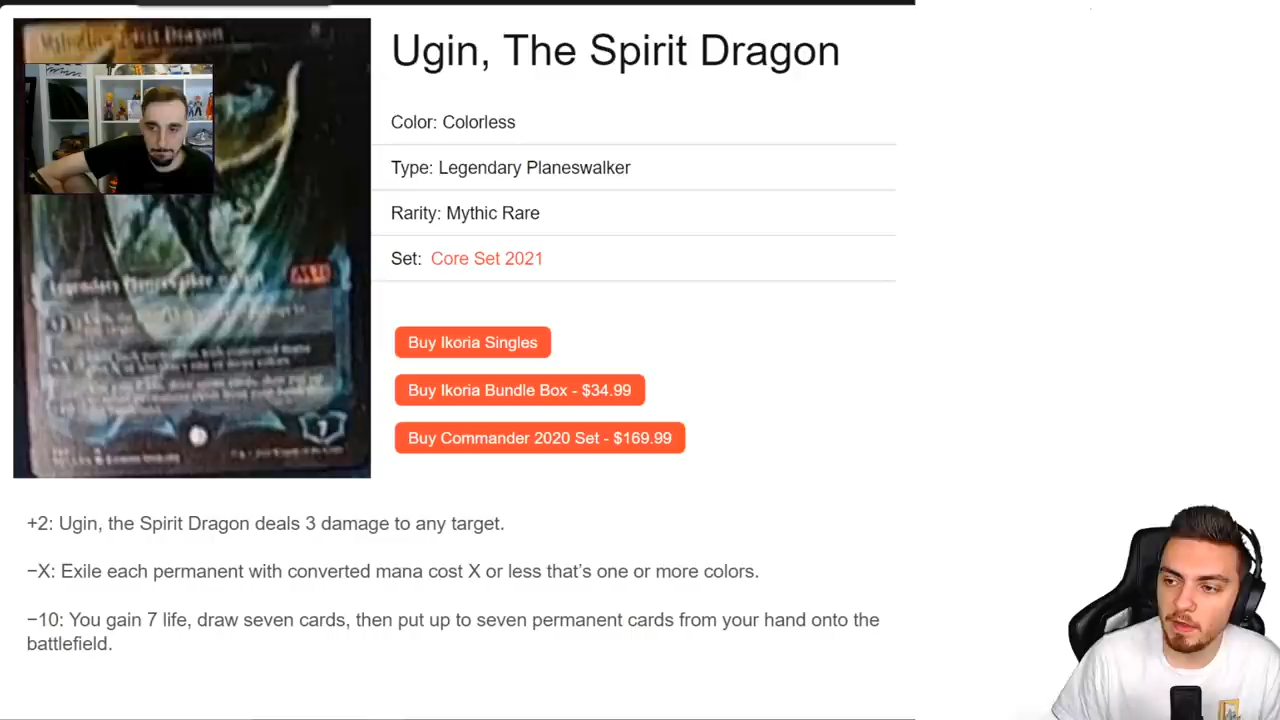 Spirit Dragon
Ugin, The Spirit Dragon
Color: Colorless
Type: Legendary Planeswalker
Rarity: Mythic Rare
Set: Core Set 2021
Buy Ikoria Singles
Buy Ikoria Bundle Box - $34.99
Buy Commander 2020 Set - $169.99
+2: Ugin, the Spirit Dragon deals 3 damage to any target.
−X: Exile each permanent with converted mana cost X or less that’s one or more colors.
−10: You gain 7 life, draw seven cards, then put up to seven permanent cards from your hand onto the
battlefield.